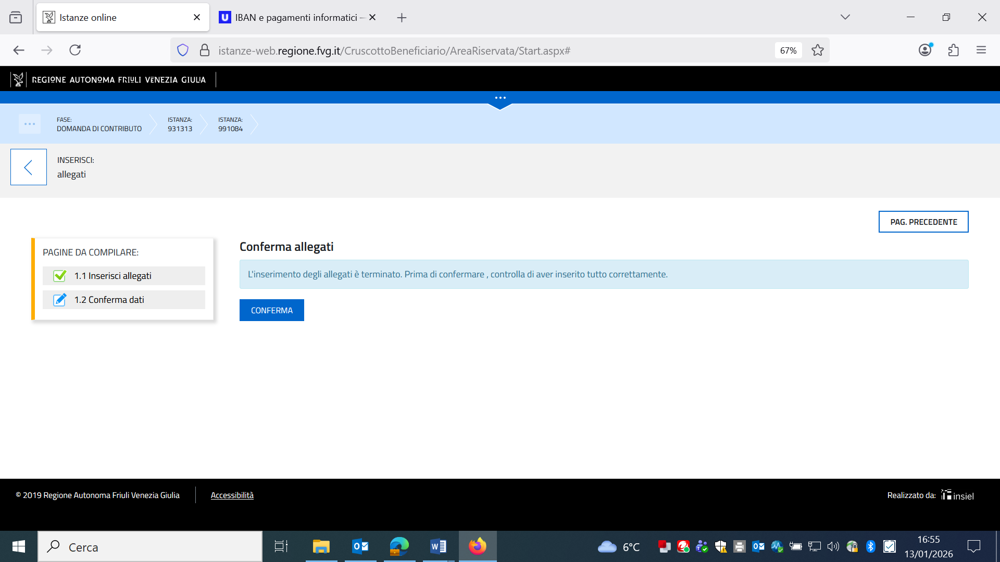 Istanze online
IBAN e pagamenti informatici —
istanze-web.regione.fvg.it/CruscottoBeneficiario/AreaRiservata/Start.aspx#
67%
REGIONE AUTONOMA FRIULI VENEZIA GIULIA
FASE:
DOMANDA DI CONTRIBUTO
ISTANZA:
931313
ISTANZA:
991084
INSERISCI:
allegati
PAG. PRECEDENTE
PAGINE DA COMPILARE:
1.1 Inserisci allegati
1.2 Conferma dati
Conferma allegati
L'inserimento degli allegati è terminato. Prima di confermare , controlla di aver inserito tutto correttamente.
CONFERMA
© 2019 Regione Autonoma Friuli Venezia Giulia
Accessibilità
Realizzato da: insiel
Cerca
6°C
16:55
13/01/2026